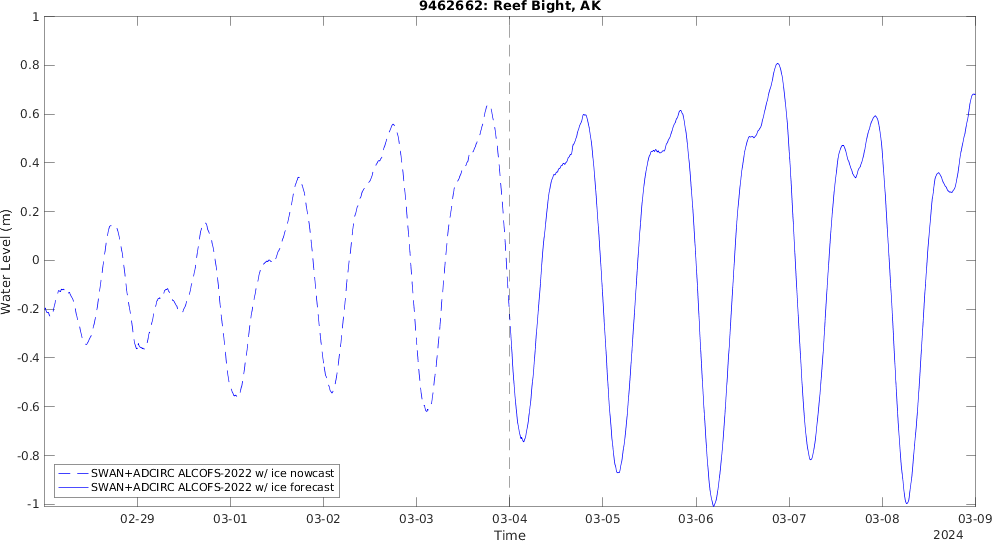 9462662: Reef Bight, AK
1
0.8
0.6
0.4
0.2
0
-0.2
-0.4
-0.6
-0.8
-1
Water Level (m)
SWAN+ADCIRC ALCOFS-2022 w/ ice nowcast
SWAN+ADCIRC ALCOFS-2022 w/ ice forecast
02-29 03-01 03-02 03-03 03-04 03-05 03-06 03-07 03-08 03-09
Time
2024